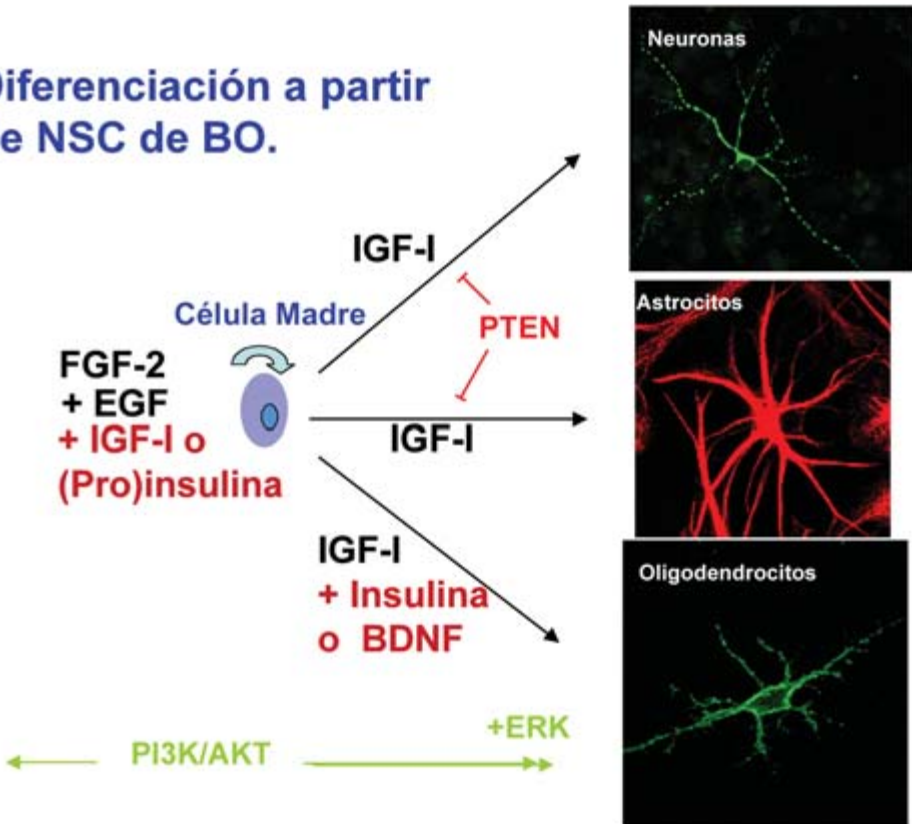 iferenciación a partir
e NSC de BO.
Neuronas
IGF-I
Célula Madre
PTEN
Astrocitos
FGF-2
+ EGF
+ IGF-I o
(Pro)insulina
IGF-I
IGF-I
+ Insulina
o BDNF
Oligodendrocitos
+ERK
PI3K/AKT